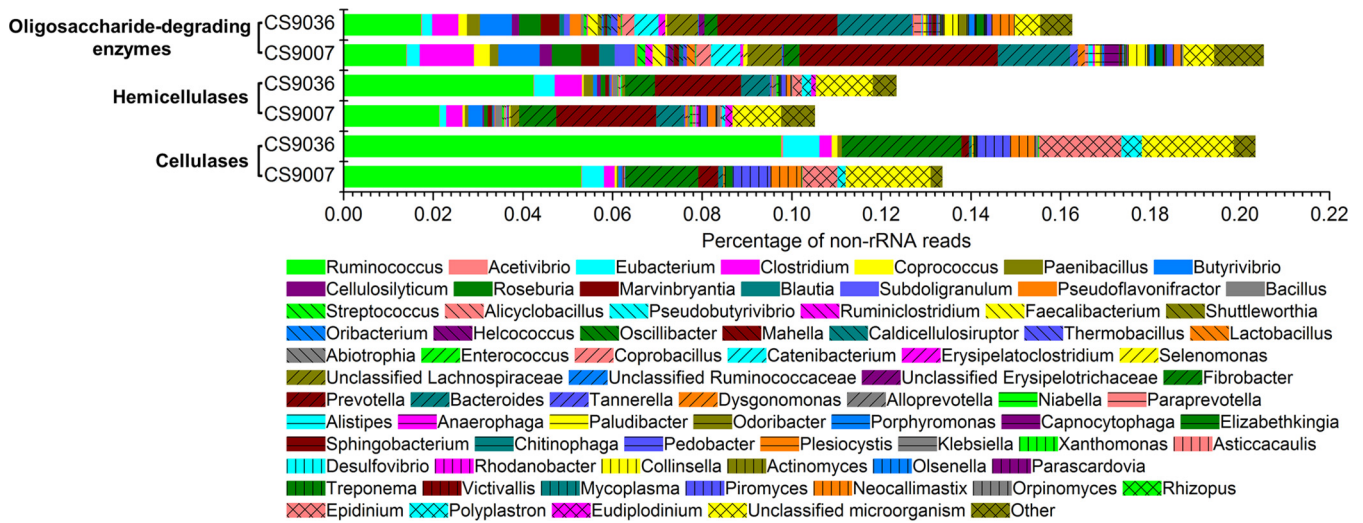 Oligosaccharide-degrading enzymes
CS9036
CS9007
Hemicellulases
CS9036
CS9007
Cellulases
CS9036
CS9007
0.00 0.02 0.04 0.06 0.08 0.10 0.12 0.14 0.16 0.18 0.20 0.22
Percentage of non-rRNA reads
Ruminococcus Acetivibrio Eubacterium Clostridium Coprococcus Paenibacillus Butyrivibrio
Cellulosilyticum Roseburia Marvinbryantia Blautia Subdoligranulum Pseudoflavonifractor Bacillus
Streptococcus Alicyclobacillus Pseudobutyrivibrio Ruminiclostridium Faecalibacterium Shuttleworthia
Oribacterium Helcococcus Oscillibacter Mahella Caldicellulosiruptor Thermobacillus Lactobacillus
Abiotrophia Enterococcus Coprobacillus Catenibacterium Erysipelatoclostridium Selenomonas
Unclassified Lachnospiraceae Unclassified Ruminococcaceae Unclassified Erysipelotrichaceae Fibrobacter
Prevotella Bacteroides Tannerella Dysgonomonas Alloprevotella Niabella Paraprevotella
Alistipes Anaerophaga Paludibacter Odoribacter Porphyromonas Capnocytophaga Elizabethkingia
Sphingobacterium Chitinophaga Pedobacter Plesiocystis Klebsiella Xanthomonas Asticcacaulis
Desulfovibrio Rhodanobacter Collinsella Actinomyces Olsenella Parascardovia
Treponema Victivallis Mycoplasma Piromyces Neocallimastix Orpinomyces Rhizopus
Epidinium Polyplastron Eudiplodinium Unclassified microorganism Other